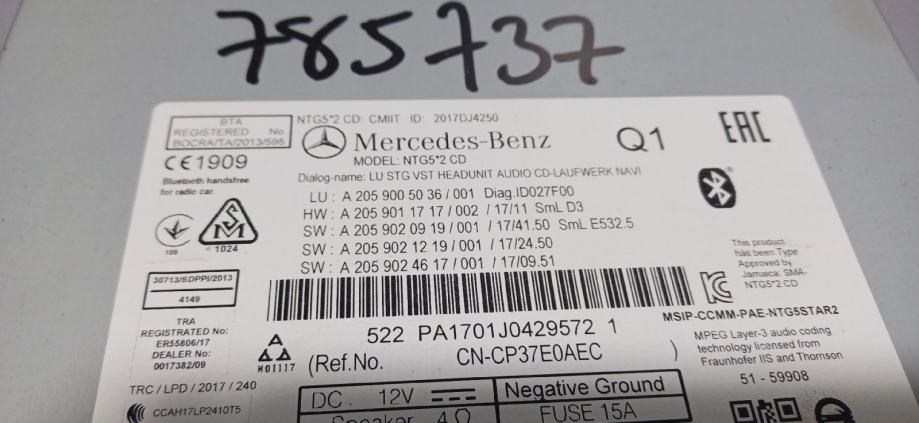 785737
BTA
REGISTERED No
BOCRA/TA/2013/595
NTG5*2 CD: CMIIT ID: 2017DJ4250
Mercedes-Benz
Q1
EAC
MODEL: NTG5*2 CD
CE1909
Bluetooth handsfree
for radio car.
Dialog-name: LU STG VST HEADUNIT AUDIO CD-LAUFWERK NAVI
LU : A 205 900 50 36 / 001 Diag.ID027F00
HW : A 205 901 17 17 / 002 / 17/11 SmL D3
SW : A 205 902 09 19 / 001 / 17/41.50 SmL E532.5
SW : A 205 902 12 19 / 001 / 17/24.50
SW : A 205 902 46 17 / 001 / 17/09.51
1024
30713/SDPPI/2013
4149
This product
has been Type
Approved by
Jamaica: SMA-
NTG5*2 CD
MSIP-CCMM-PAE-NTG5STAR2
TRA
REGISTRATED No:
ER55806/17
DEALER No:
0017382/09
M01117
522 PA1701J0429572 1
(Ref.No. CN-CP37E0AEC )
MPEG Layer-3 audio coding
technology licensed from
Fraunhofer IIS and Thomson
51 - 59908
TRC / LPD / 2017 / 240
CCAH17LP2410T5
DC 12V Negative Ground
Speaker 4Ω FUSE 15A